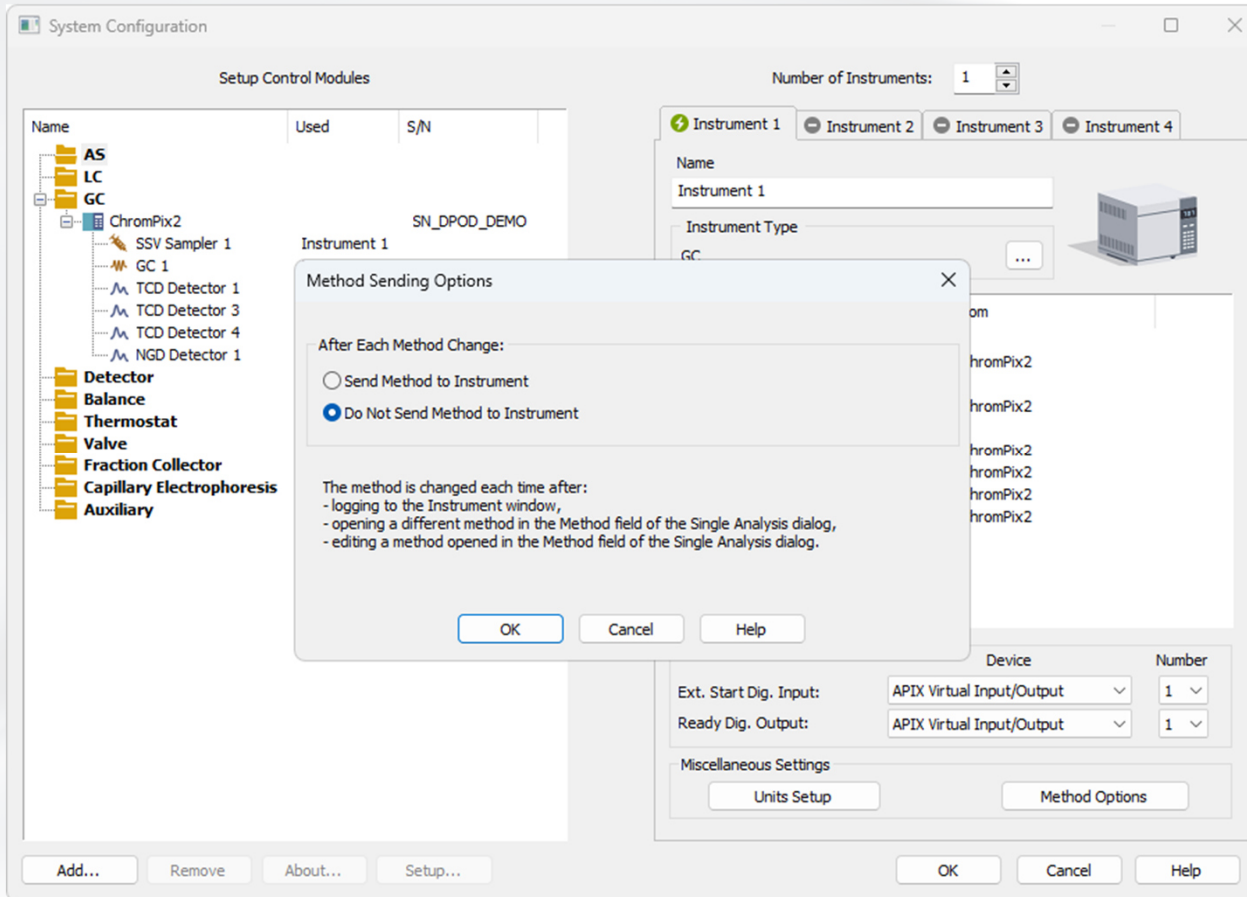 System Configuration
Setup Control Modules
Number of Instruments: 1
Name Used S/N
AS
LC
GC
ChromPix2 SN_DPOD_DEMO
SSV Sampler 1 Instrument 1
GC 1
TCD Detector 1
TCD Detector 3
TCD Detector 4
NGD Detector 1
Detector
Balance
Thermostat
Valve
Fraction Collector
Capillary Electrophoresis
Auxiliary
Instrument 1 Instrument 2 Instrument 3 Instrument 4
Name
Instrument 1
Instrument Type
GC ...
om
hromPix2
hromPix2
hromPix2
hromPix2
hromPix2
hromPix2
Method Sending Options
After Each Method Change:
Send Method to Instrument
Do Not Send Method to Instrument
The method is changed each time after:
- logging to the Instrument window,
- opening a different method in the Method field of the Single Analysis dialog,
- editing a method opened in the Method field of the Single Analysis dialog.
OK Cancel Help
Device Number
Ext. Start Dig. Input: APIX Virtual Input/Output 1
Ready Dig. Output: APIX Virtual Input/Output 1
Miscellaneous Settings
Units Setup Method Options
Add... Remove About... Setup... OK Cancel Help